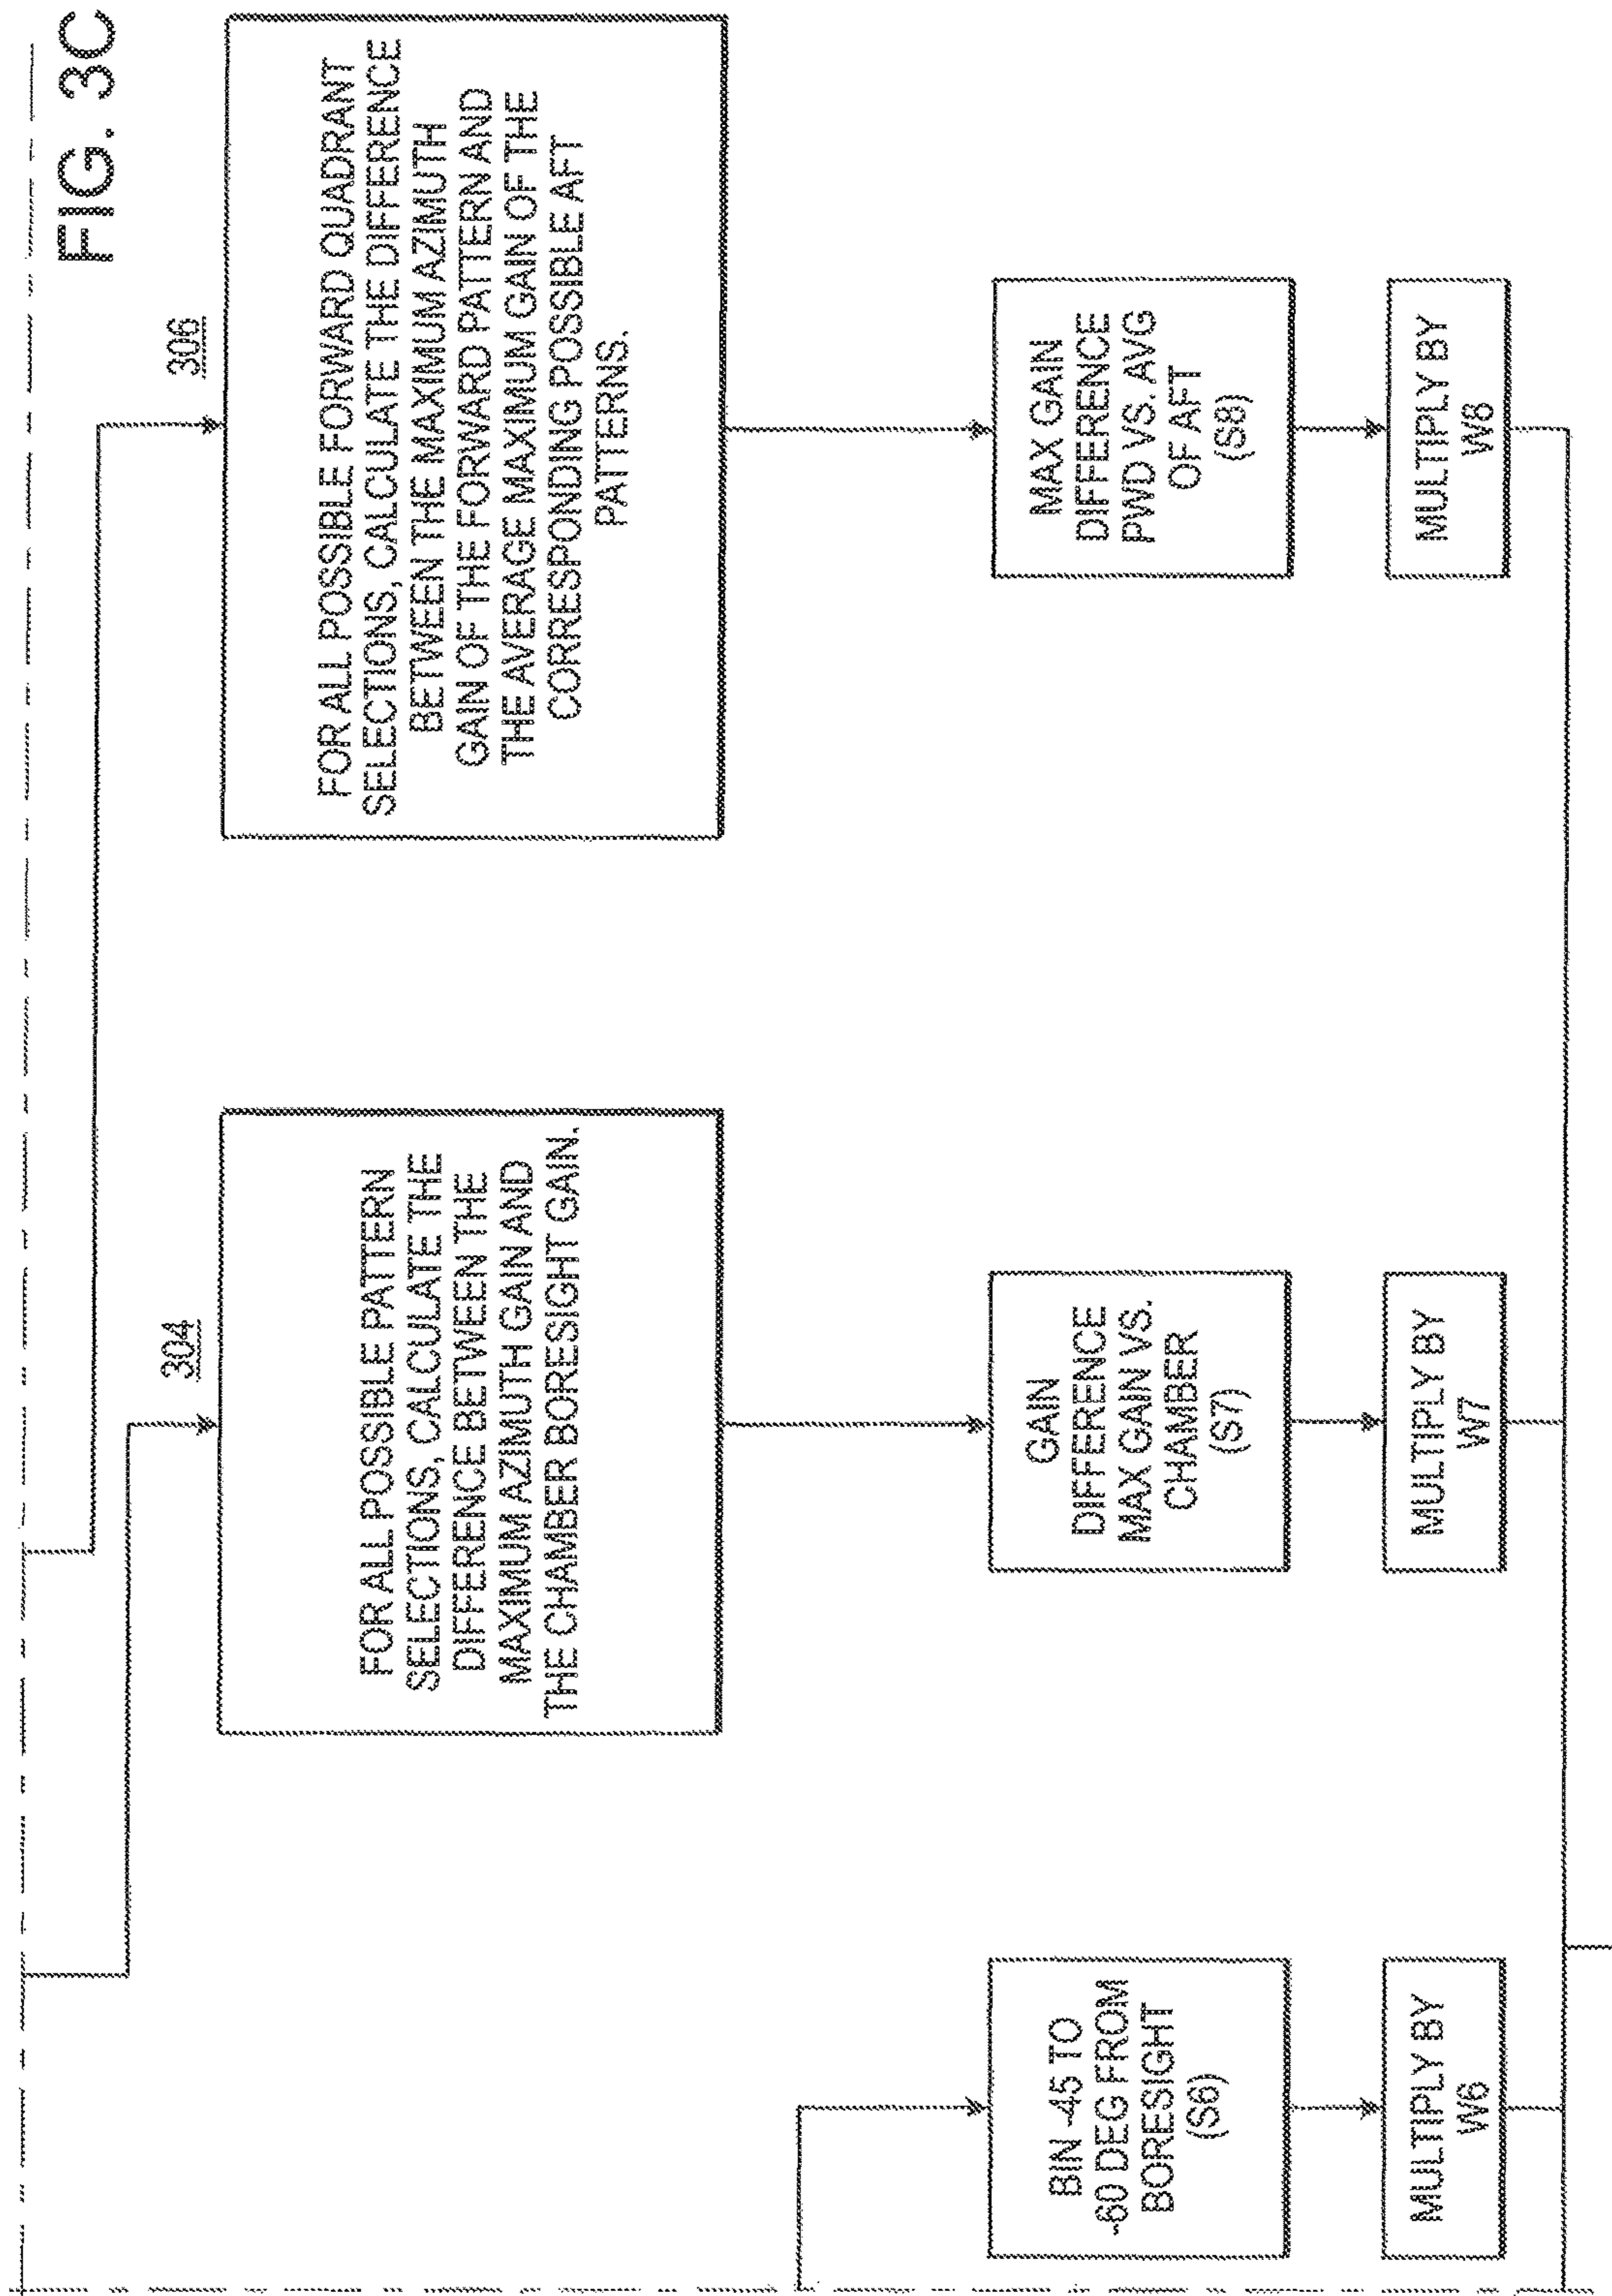 FIG. 3C
304
FOR ALL POSSIBLE PATTERN
SELECTIONS, CALCULATE THE
DIFFERENCE BETWEEN THE
MAXIMUM AZIMUTH GAIN AND
THE CHAMBER BORESIGHT GAIN.
306
FOR ALL POSSIBLE FORWARD QUADRANT
SELECTIONS, CALCULATE THE DIFFERENCE
BETWEEN THE MAXIMUM AZIMUTH
GAIN OF THE FORWARD PATTERN AND
THE AVERAGE MAXIMUM GAIN OF THE
CORRESPONDING POSSIBLE AFT
PATTERNS.
BIN -45 TO
-60 DEG FROM
BORESIGHT
(S6)
GAIN
DIFFERENCE
MAX GAIN VS.
CHAMBER
(S7)
MAX GAIN
DIFFERENCE
PWD VS. AVG
OF AFT
(S8)
MULTIPLY BY
W6
MULTIPLY BY
W7
MULTIPLY BY
W8